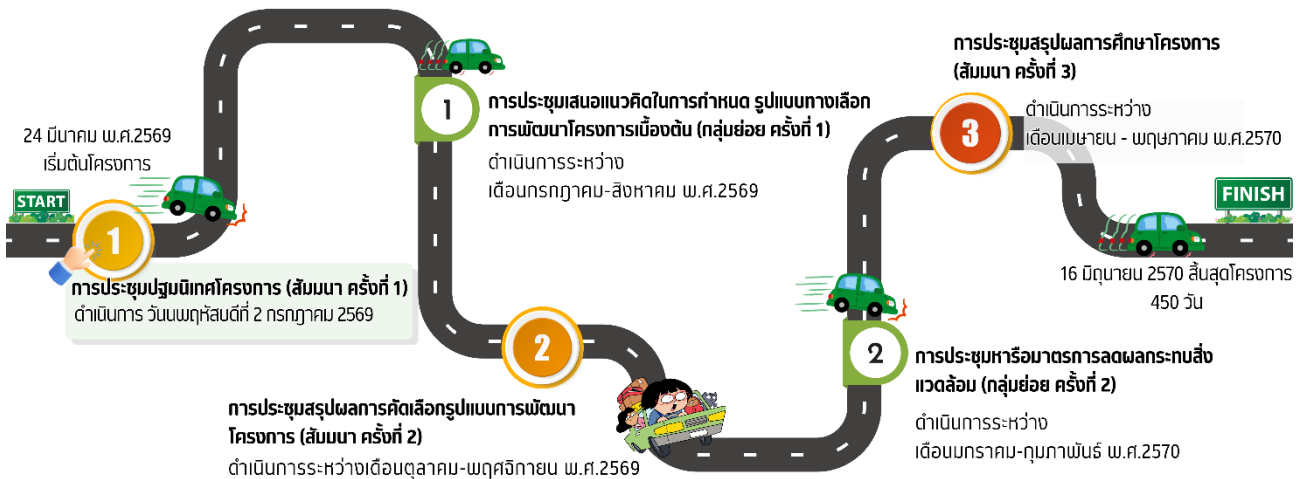 24 มีนาคม พ.ศ.2569
เริ่มต้นโครงการ
START
1
การประชุมปฐมนิเทศโครงการ (สัมมนา ครั้งที่ 1)
ดำเนินการ วันนพฤหัสบดีที่ 2 กรกฎาคม 2569
1
การประชุมเสนอแนวคิดในการกำหนด รูปแบบทางเลือก
การพัฒนาโครงการเบื้องต้น (กลุ่มย่อย ครั้งที่ 1)
ดำเนินการระหว่าง
เดือนกรกฎาคม-สิงหาคม พ.ศ.2569
2
การประชุมสรุปผลการคัดเลือกรูปแบบการพัฒนา
โครงการ (สัมมนา ครั้งที่ 2)
ดำเนินการระหว่างเดือนตุลาคม-พฤศจิกายน พ.ศ.2569
2
การประชุมหารือมาตรการลดผลกระทบสิ่ง
แวดล้อม (กลุ่มย่อย ครั้งที่ 2)
ดำเนินการระหว่าง
เดือนมกราคม-กุมภาพันธ์ พ.ศ.2570
3
การประชุมสรุปผลการศึกษาโครงการ
(สัมมนา ครั้งที่ 3)
ดำเนินการระหว่าง
เดือนเมษายน - พฤษภาคม พ.ศ.2570
FINISH
16 มิถุนายน 2570 สิ้นสุดโครงการ
450 วัน